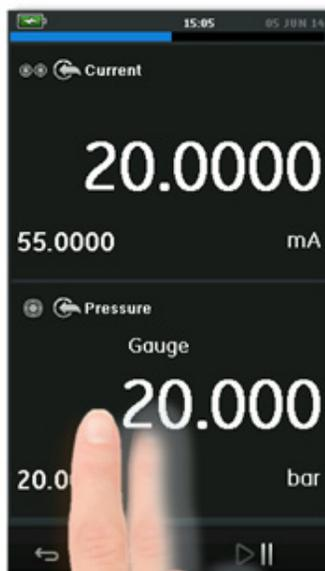 15:05 05 JUN 14
Current
20.0000
55.0000 mA
Pressure
Gauge
20.000
bar